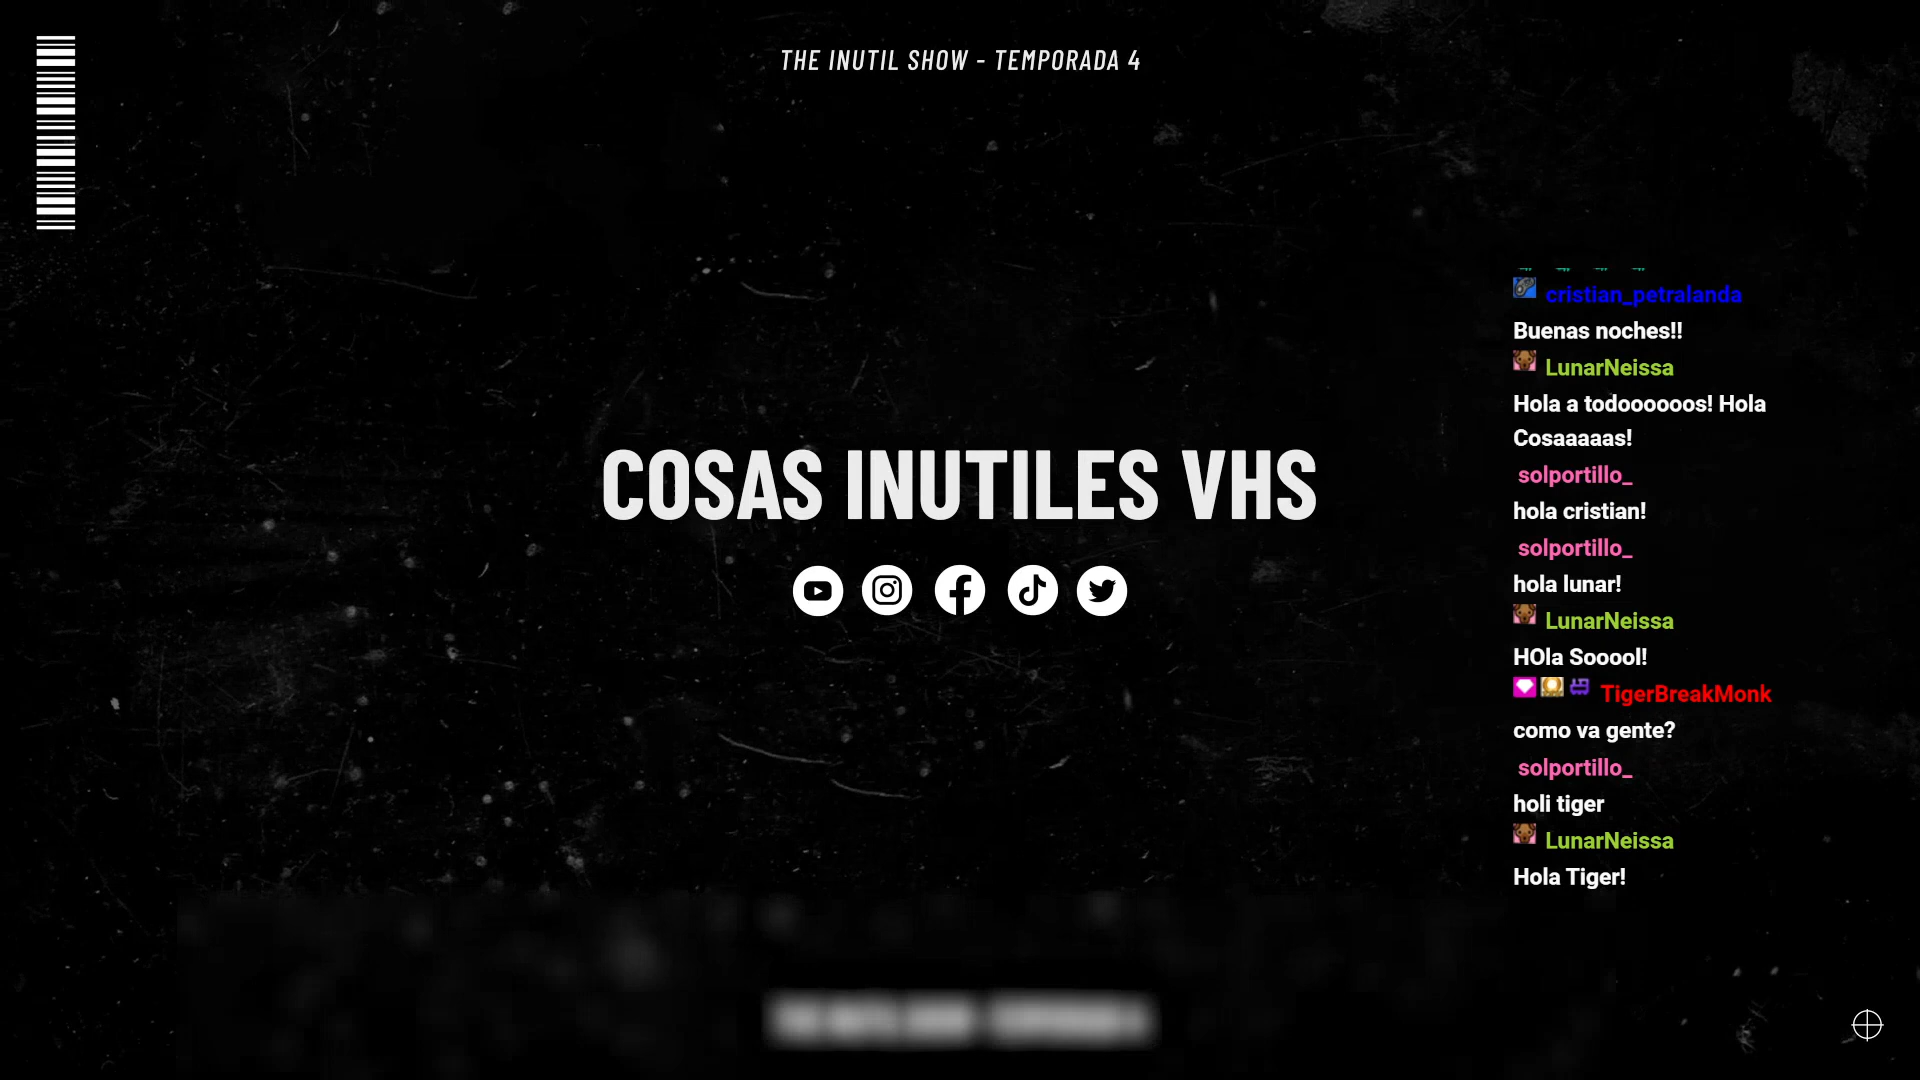 THE INUTIL SHOW - TEMPORADA 4
COSAS INUTILES VHS
cristian_petralanda
Buenas noches!!
LunarNeissa
Hola a todoooooos! Hola
Cosaaaaas!
solportillo_
hola cristian!
solportillo_
hola lunar!
LunarNeissa
HOla Sooool!
TigerBreakMonk
como va gente?
solportillo_
holi tiger
LunarNeissa
Hola Tiger!